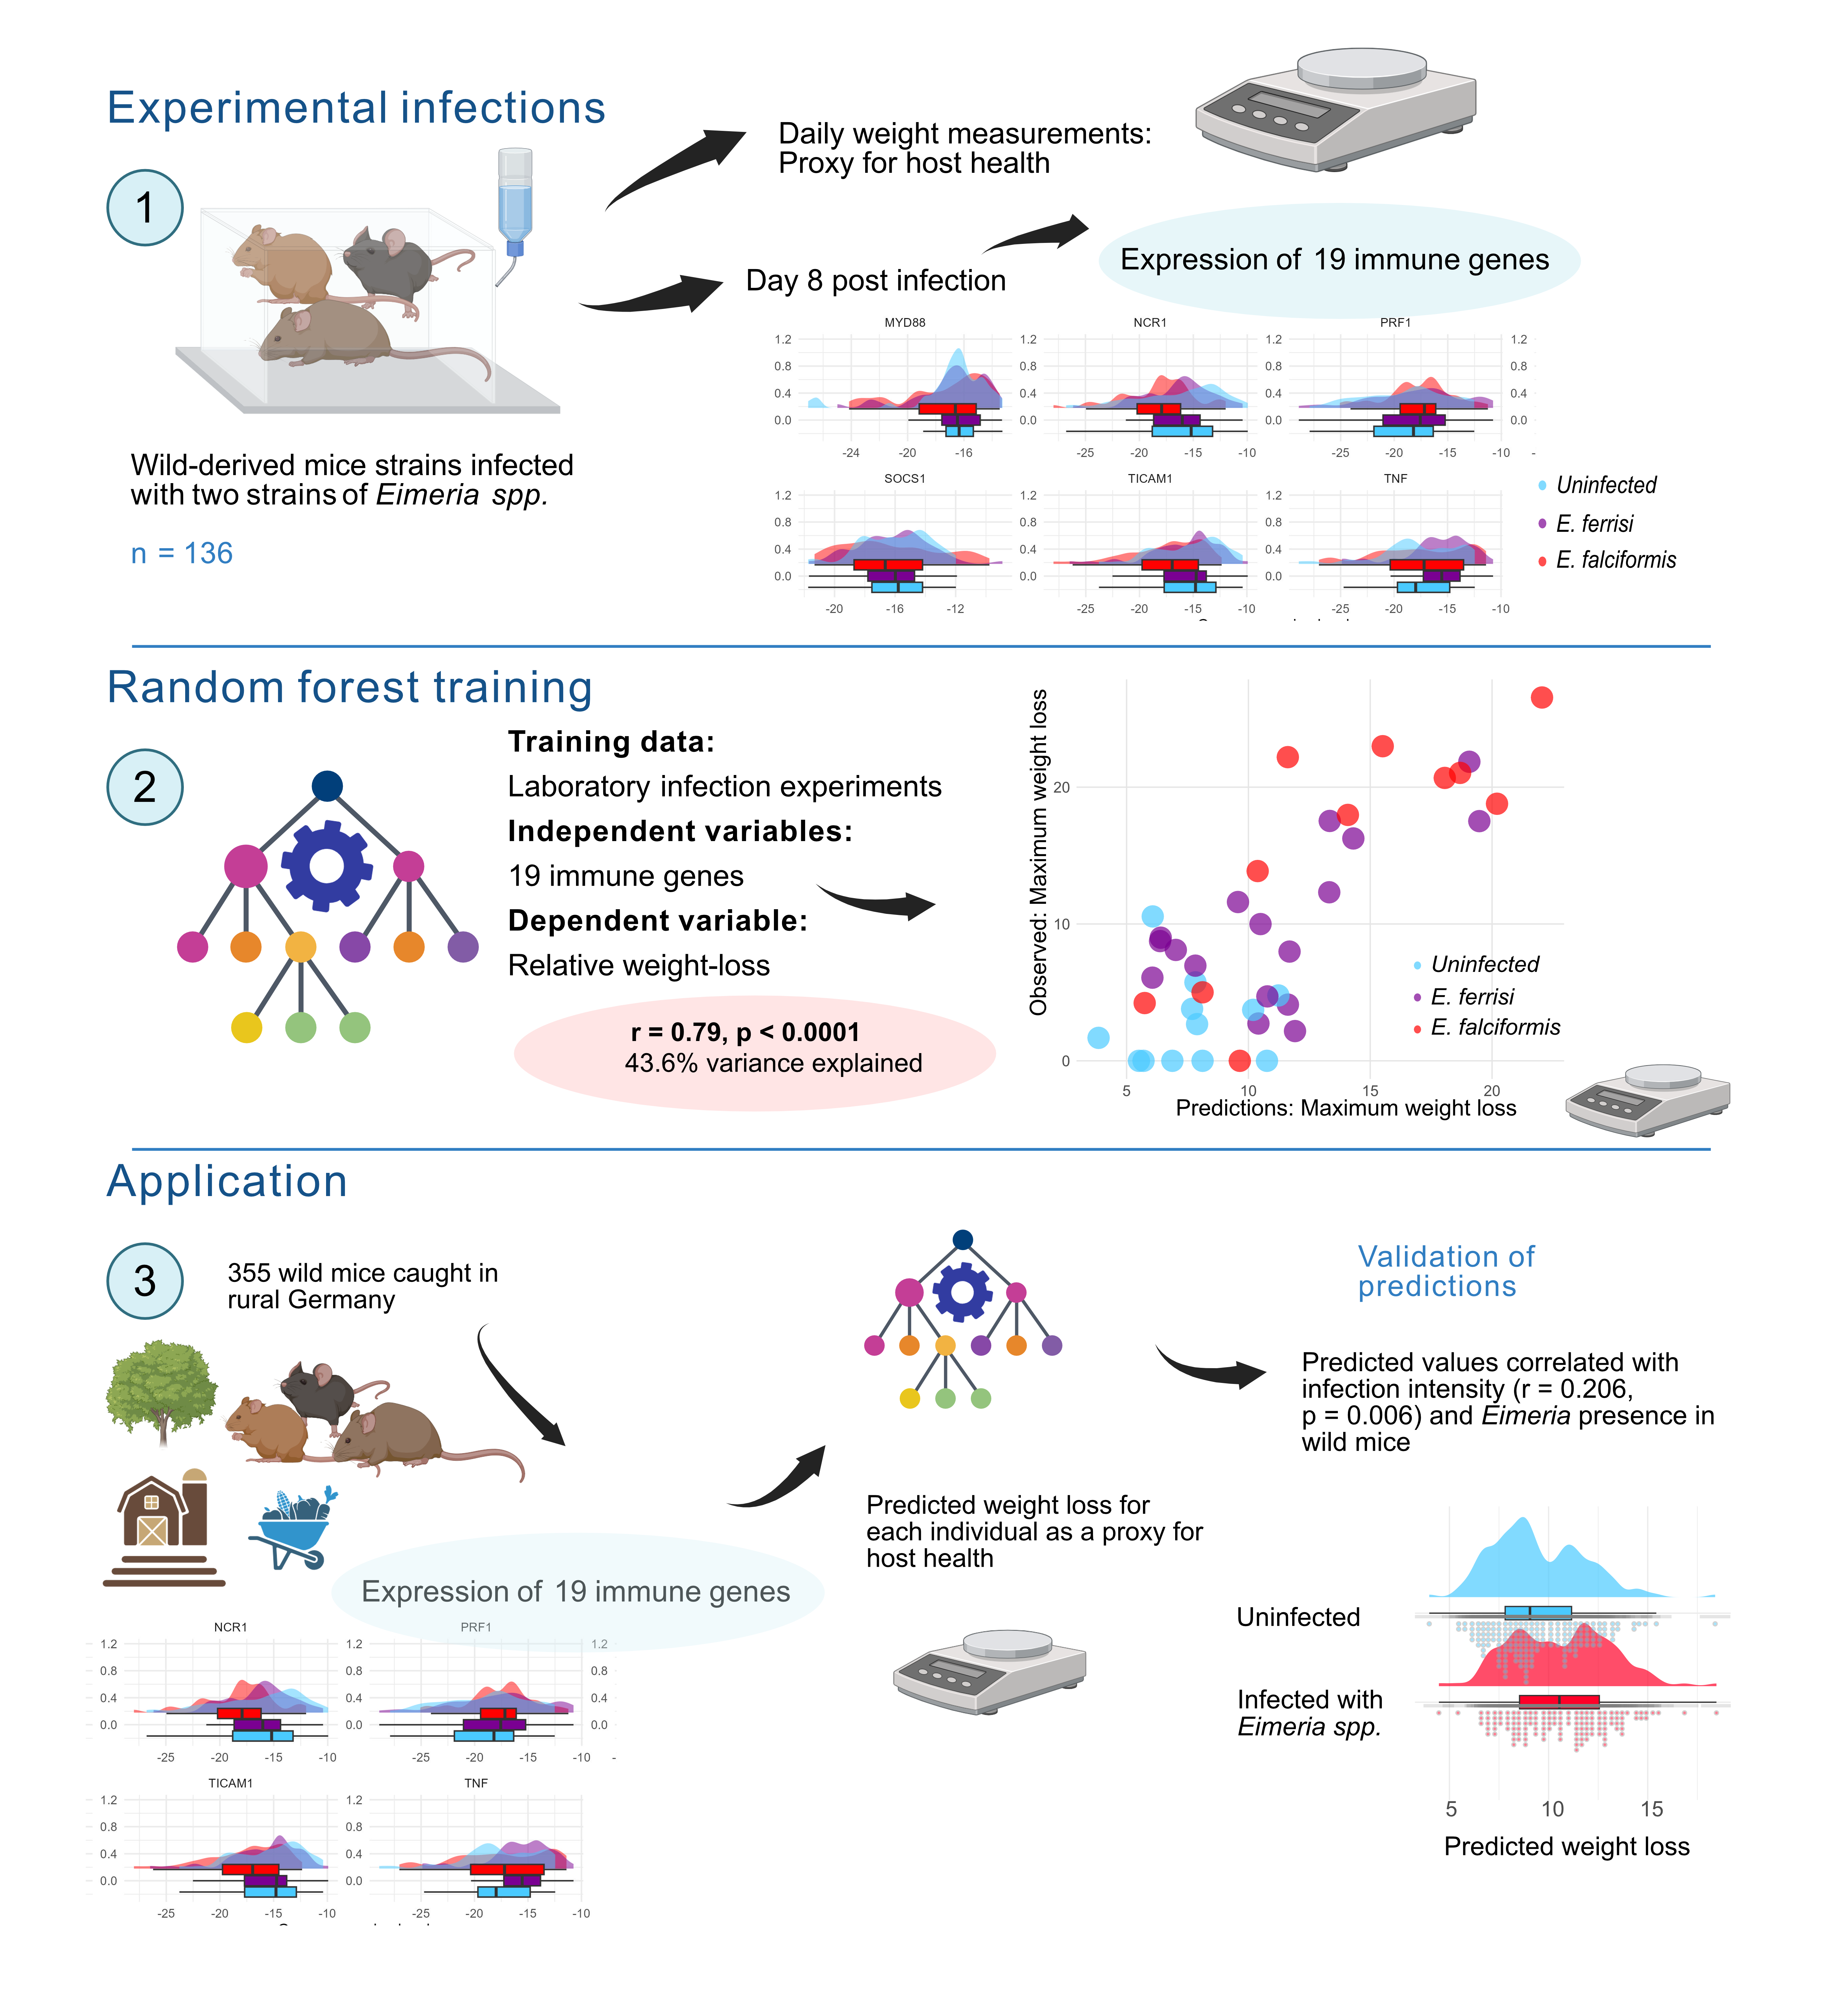 Experimental infections
1
Daily weight measurements:
Proxy for host health
Day 8 post infection
Expression of 19 immune genes
Wild-derived mice strains infected
with two strains of Eimeria spp.
n = 136
MYD88
NCR1
PRF1
1.2 1.2 1.2 1.2
0.8 0.8 0.8 0.8
0.4 0.4 0.4 0.4
0.0 0.0 0.0 0.0
-24 -20 -16 -25 -20 -15 -10 -25 -20 -15 -10 -
SOCS1
TICAM1
TNF
1.2 1.2 1.2
0.8 0.8 0.8
0.4 0.4 0.4
0.0 0.0 0.0
-20 -16 -12 -25 -20 -15 -10 -25 -20 -15 -10
Uninfected
E. ferrisi
E. falciformis
Random forest training
2
Training data:
Laboratory infection experiments
Independent variables:
19 immune genes
Dependent variable:
Relative weight-loss
r = 0.79, p < 0.0001
43.6% variance explained
Observed: Maximum weight loss
20
10
0
5 10 15 20
Predictions: Maximum weight loss
Uninfected
E. ferrisi
E. falciformis
Application
3
355 wild mice caught in
rural Germany
Expression of 19 immune genes
NCR1
PRF1
1.2 1.2 1.2
0.8 0.8 0.8
0.4 0.4 0.4
0.0 0.0 0.0
-25 -20 -15 -10 -25 -20 -15 -10 -
TICAM1
TNF
1.2 1.2
0.8 0.8
0.4 0.4
0.0 0.0
-25 -20 -15 -10 -25 -20 -15 -10
Predicted weight loss for
each individual as a proxy for
host health
Validation of
predictions
Predicted values correlated with
infection intensity (r = 0.206,
p = 0.006) and Eimeria presence in
wild mice
Uninfected
Infected with
Eimeria spp.
5 10 15
Predicted weight loss